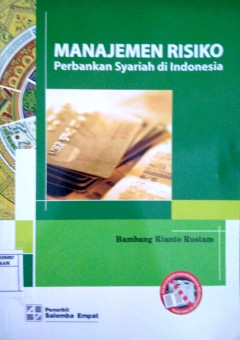 MANAJEMEN RISIKO
Perbankan Syariah di Indonesia
Bambang Rianto Rustam
Penerbit
Salemba Empat